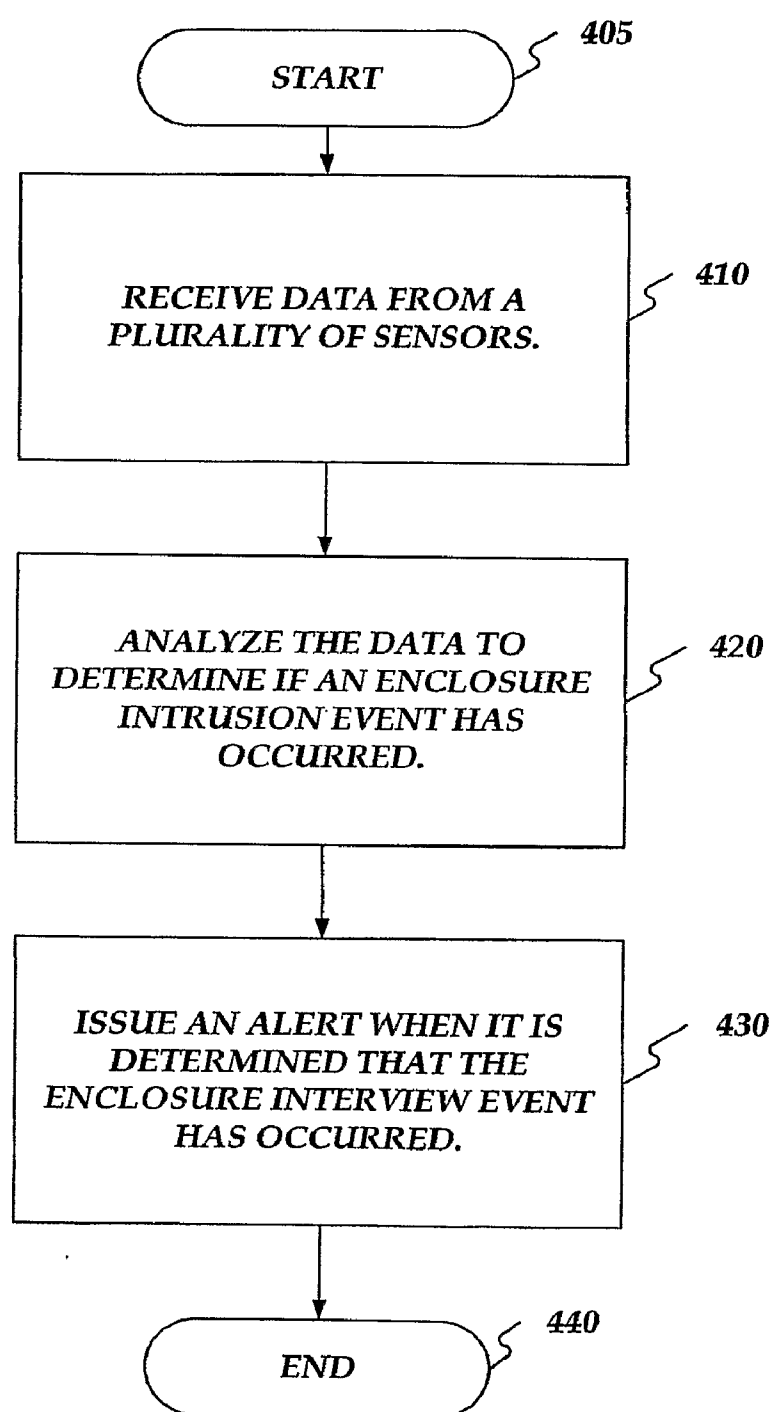 START
405
RECEIVE DATA FROM A
PLURALITY OF SENSORS.
410
ANALYZE THE DATA TO
DETERMINE IF AN ENCLOSURE
INTRUSION EVENT HAS
OCCURRED.
420
ISSUE AN ALERT WHEN IT IS
DETERMINED THAT THE
ENCLOSURE INTERVIEW EVENT
HAS OCCURRED.
430
END
440